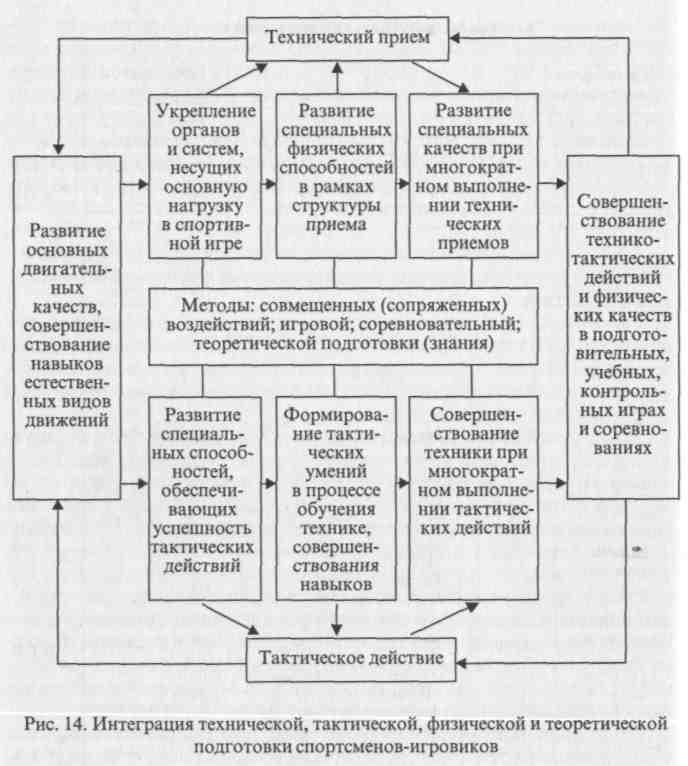 Технический прием
Укрепление
органов
и систем,
несущих
основную
нагрузку
в спортив-
ной игре
Развитие
специальных
физических
способностей
в рамках
структуры
приема
Развитие
специальных
качеств при
многократ-
ном выполне-
нии техни-
ческих
приемов
Развитие
основных
двигатель-
ных
качеств,
совершен-
ствование
навыков
естествен-
ных видов
движений
Методы: совмещенных (сопряженных)
воздействий; игровой; соревновательный;
теоретической подготовки (знания)
Совершен-
ствование
технико-
тактических
действий
и физичес-
ких качеств
в подгото-
вительных,
учебных,
контроль-
ных играх
и соревно-
ваниях
Развитие
специаль-
ных способ-
ностей,
обеспечи-
вающих
успешность
тактических
действий
Формирова-
ние такти-
ческих
умений
в процессе
обучения
технике,
совершен-
ствования
навыков
Совершен-
ствование
техники при
многократ-
ном выполне-
нии тактичес-
ких действий
Тактическое действие
Рис. 14. Интеграция технической, тактической, физической и теоретической
подготовки спортсменов-игровиков